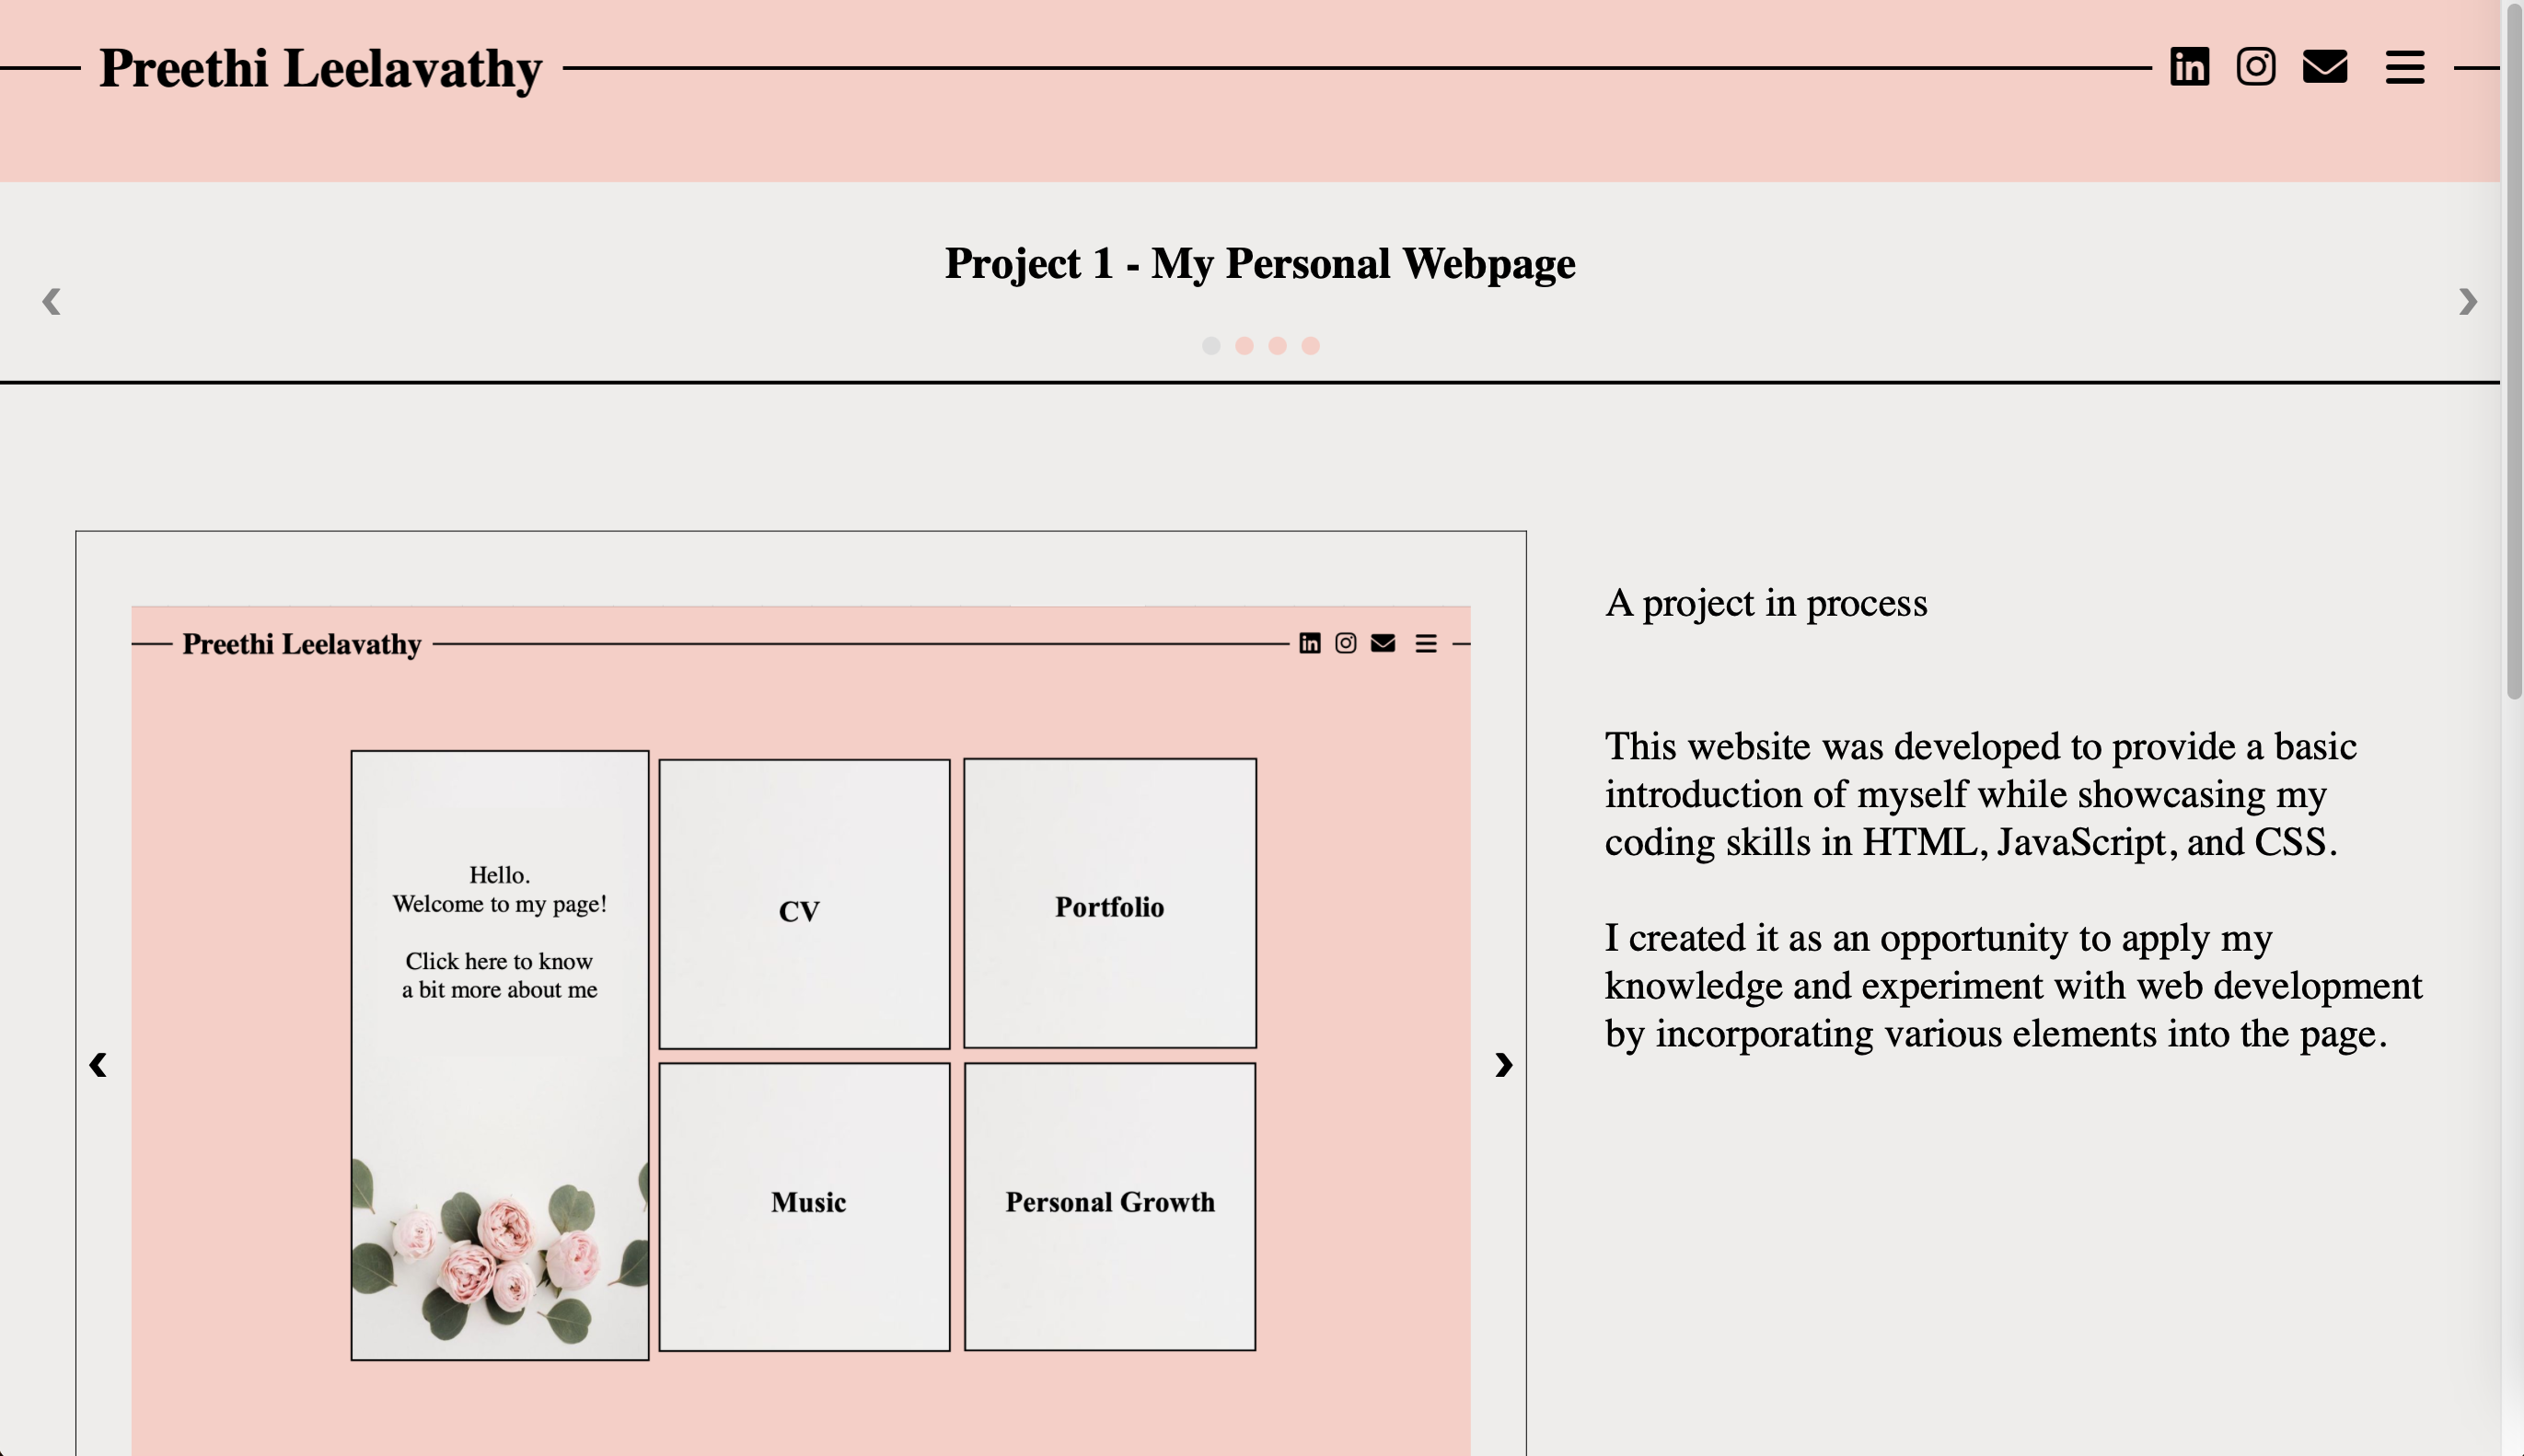 Preethi Leelavathy
Project 1 - My Personal Webpage
Preethi Leelavathy
Hello.
Welcome to my page!
Click here to know
a bit more about me
CV
Portfolio
Music
Personal Growth
A project in process
This website was developed to provide a basic
introduction of myself while showcasing my
coding skills in HTML, JavaScript, and CSS.
I created it as an opportunity to apply my
knowledge and experiment with web development
by incorporating various elements into the page.